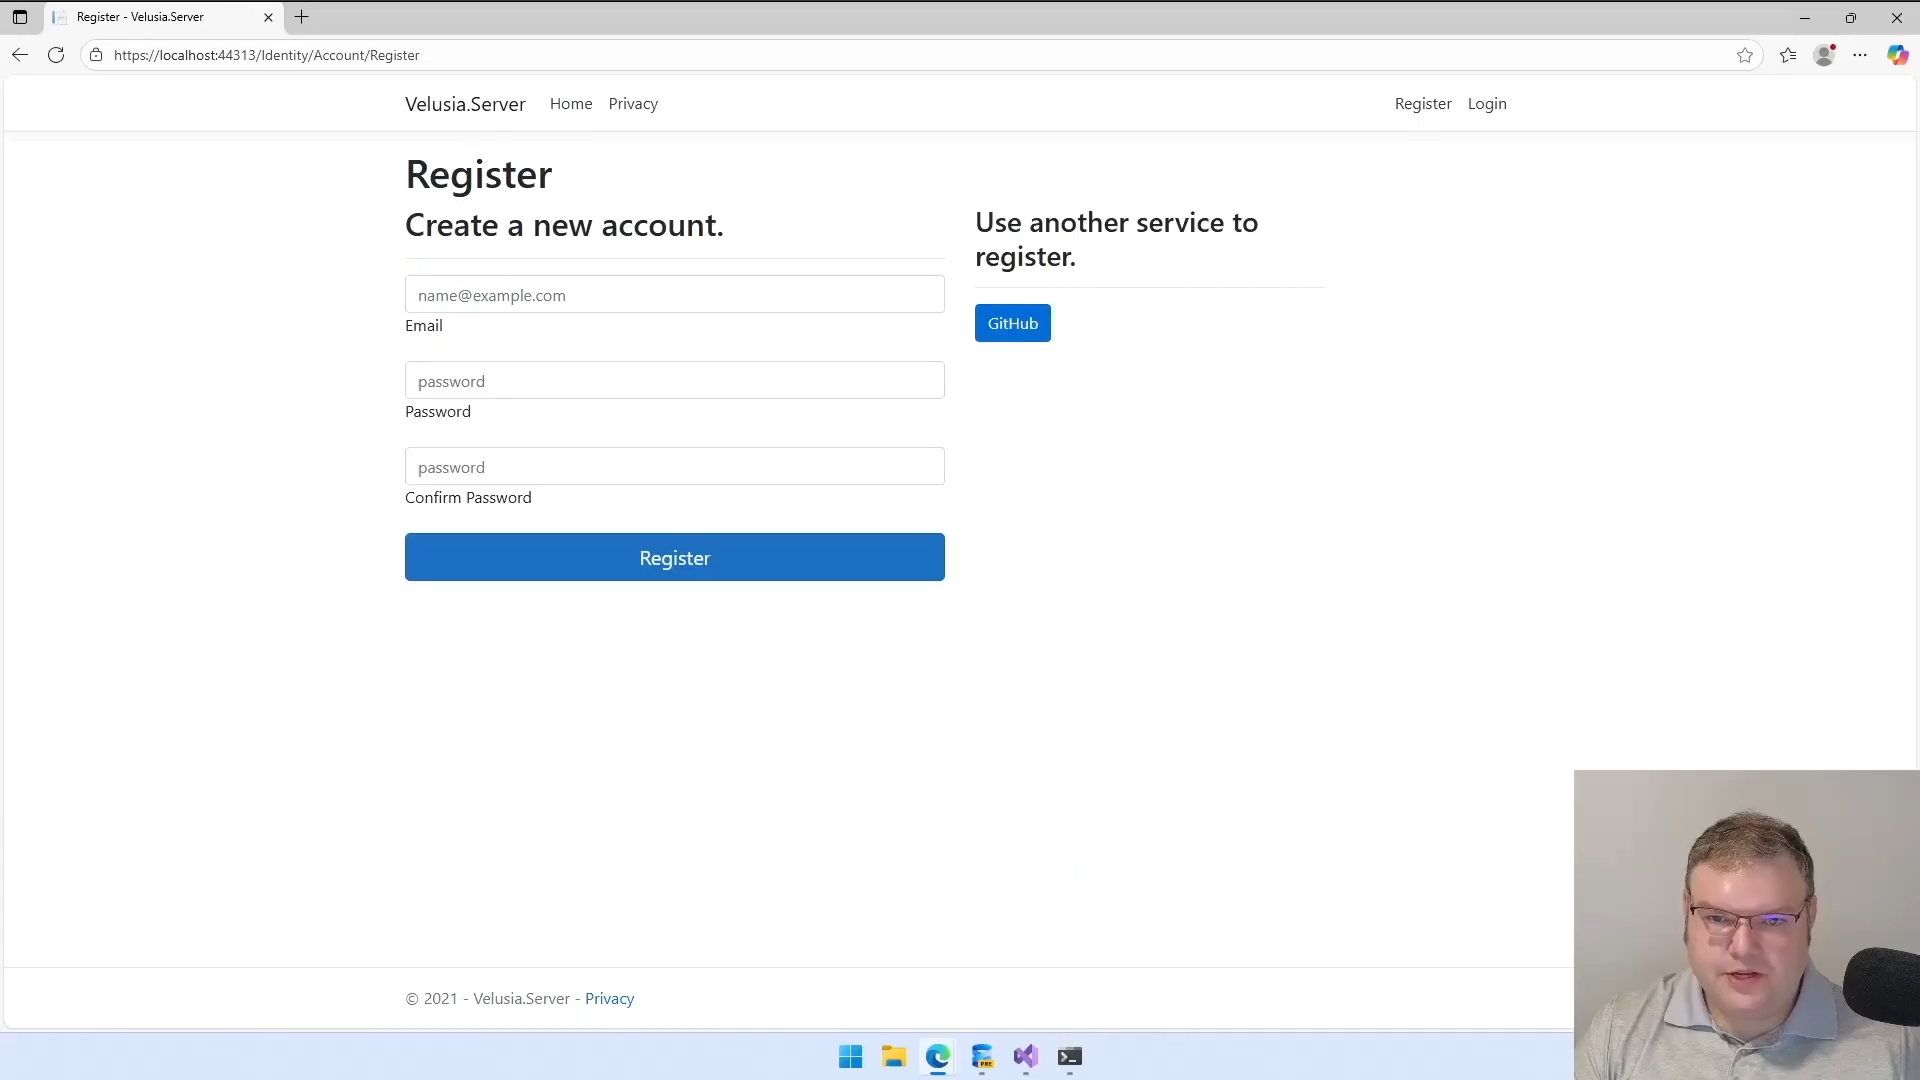 Register - Velusia.Server
https://localhost:44313/Identity/Account/Register
Velusia.Server Home Privacy Register Login
Register
Create a new account.
name@example.com
Email
password
Password
password
Confirm Password
Register
Use another service to
register.
GitHub
© 2021 - Velusia.Server - Privacy
PRE